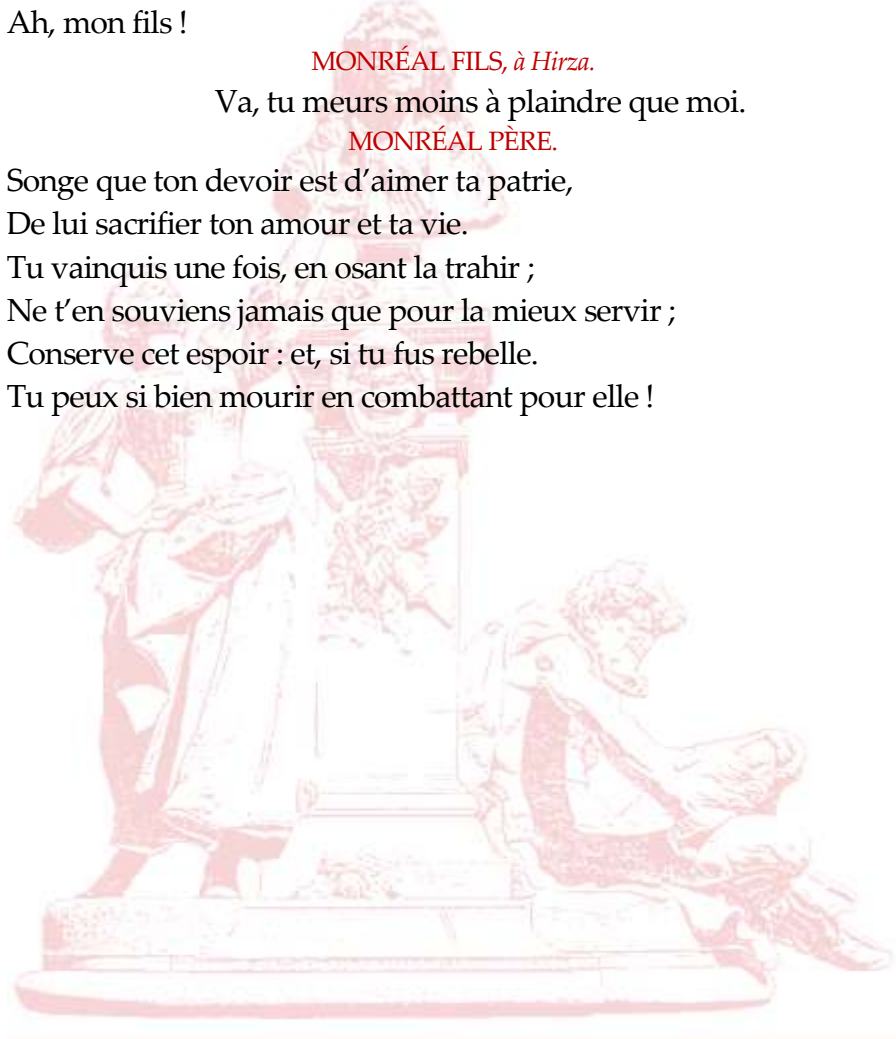 Ah, mon fils !
MONRÉAL FILS, à Hirza.
Va, tu meurs moins à plaindre que moi.
MONRÉAL PÈRE.
Songe que ton devoir est d’aimer ta patrie,
De lui sacrifier ton amour et ta vie.
Tu vainquis une fois, en osant la trahir ;
Ne t’en souviens jamais que pour la mieux servir ;
Conserve cet espoir : et, si tu fus rebelle.
Tu peux si bien mourir en combattant pour elle !